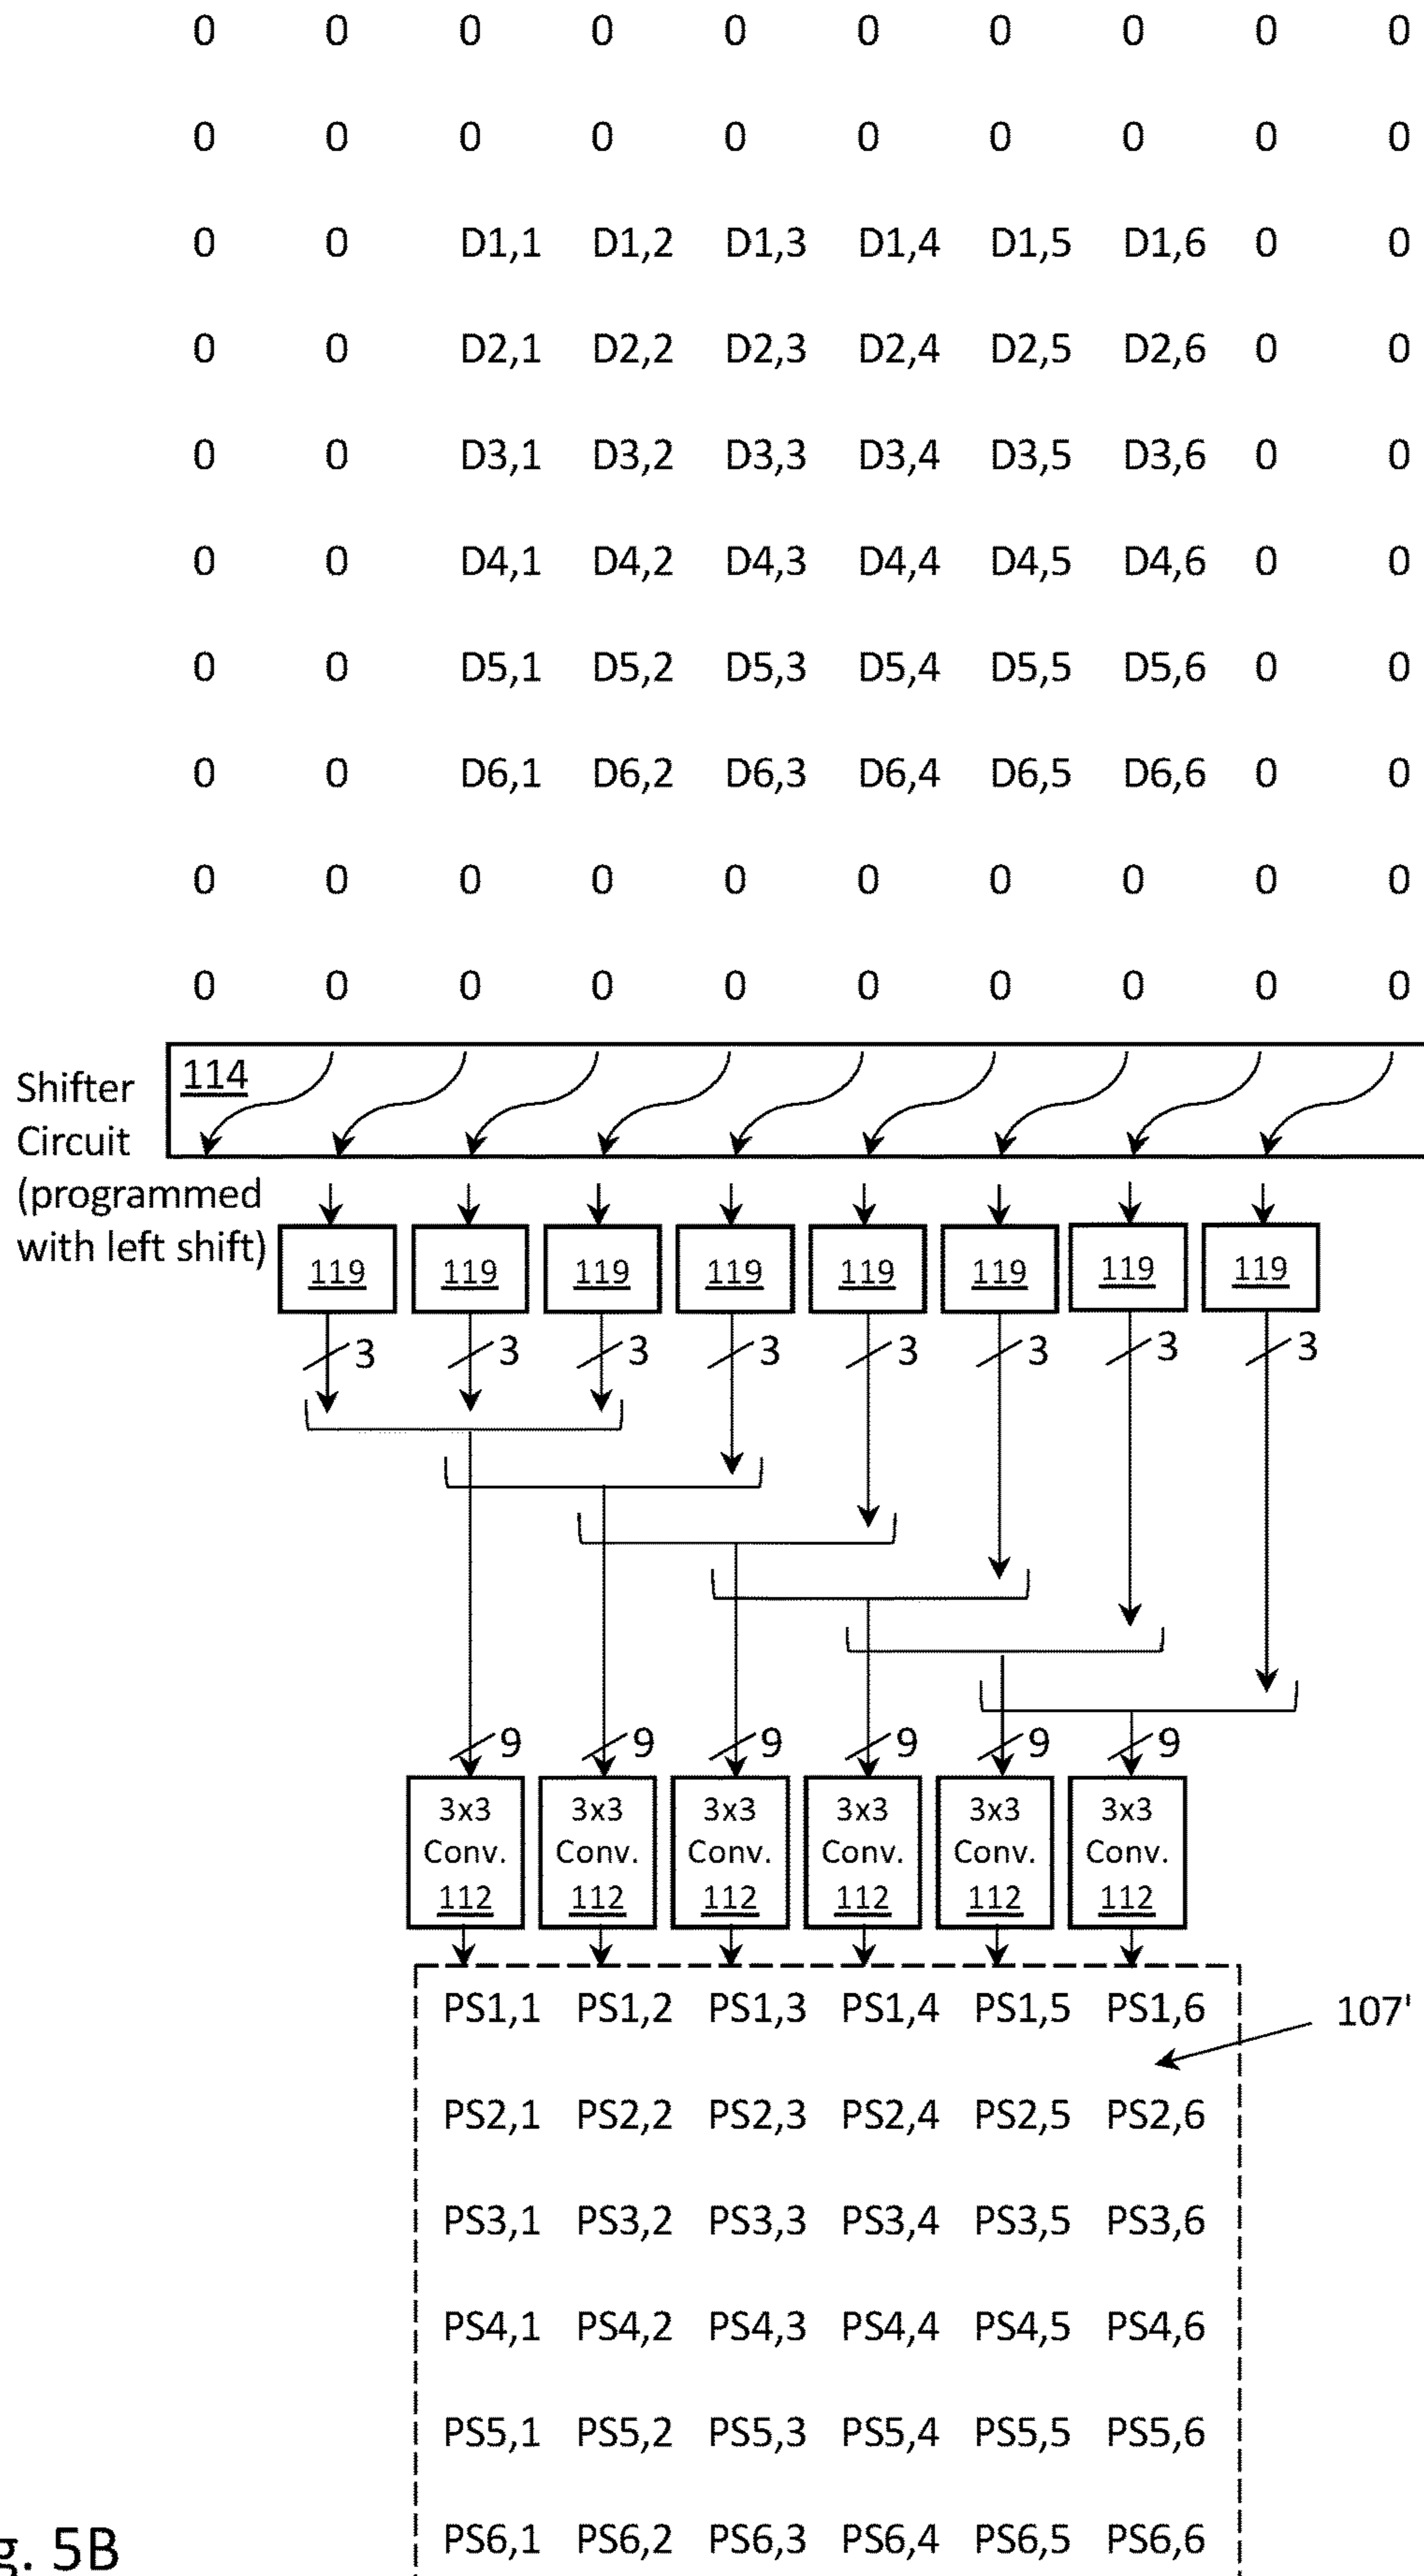 0 0 0 0 0 0 0 0 0 0
0 0 0 0 0 0 0 0 0 0
0 0 D1,1 D1,2 D1,3 D1,4 D1,5 D1,6 0 0
0 0 D2,1 D2,2 D2,3 D2,4 D2,5 D2,6 0 0
0 0 D3,1 D3,2 D3,3 D3,4 D3,5 D3,6 0 0
0 0 D4,1 D4,2 D4,3 D4,4 D4,5 D4,6 0 0
0 0 D5,1 D5,2 D5,3 D5,4 D5,5 D5,6 0 0
0 0 D6,1 D6,2 D6,3 D6,4 D6,5 D6,6 0 0
0 0 0 0 0 0 0 0 0 0
0 0 0 0 0 0 0 0 0 0
114
Shifter
Circuit
(programmed
with left shift)
119 119 119 119 119 119 119 119
3 3 3 3 3 3 3 3
9 9 9 9 9 9
3x3 3x3 3x3 3x3 3x3 3x3
Conv. Conv. Conv. Conv. Conv. Conv.
112 112 112 112 112 112
PS1,1 PS1,2 PS1,3 PS1,4 PS1,5 PS1,6
107'
PS2,1 PS2,2 PS2,3 PS2,4 PS2,5 PS2,6
PS3,1 PS3,2 PS3,3 PS3,4 PS3,5 PS3,6
PS4,1 PS4,2 PS4,3 PS4,4 PS4,5 PS4,6
PS5,1 PS5,2 PS5,3 PS5,4 PS5,5 PS5,6
PS6,1 PS6,2 PS6,3 PS6,4 PS6,5 PS6,6
g. 5B